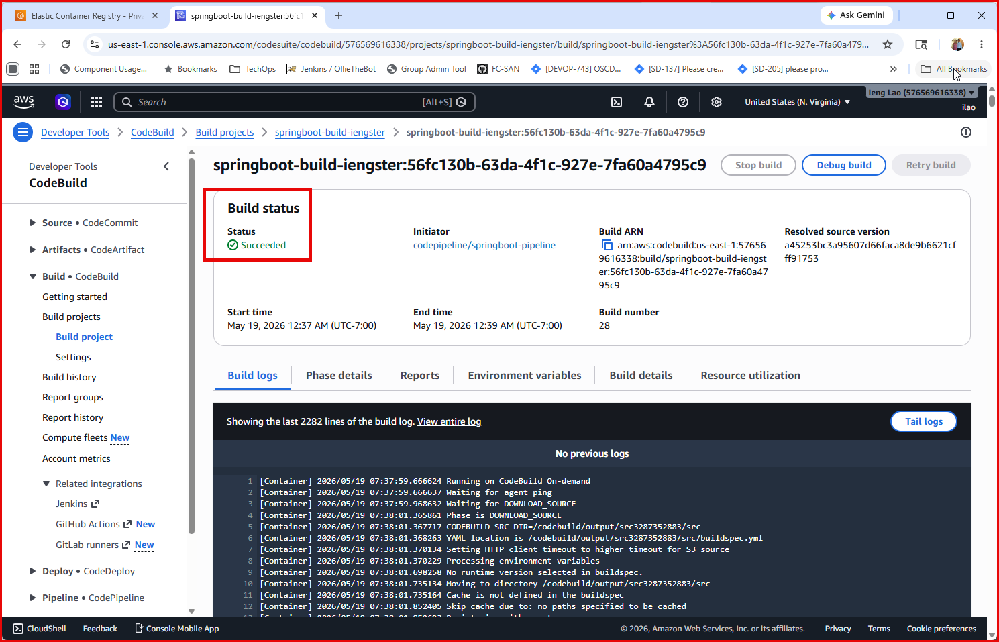 Elastic Container Registry - Priva
springboot-build-iengster:56fc1
Ask Gemini
us-east-1.console.aws.amazon.com/codesuite/codebuild/576569616338/projects/springboot-build-iengster/build/springboot-build-iengster%3A56fc130b-63da-4f1c-927e-7fa60a479...
Component Usage...
Bookmarks
TechOps
Jenkins / OllieTheBot
Group Admin Tool
FC-SAN
[DEVOP-743] OSCD...
[SD-137] Please cre...
[SD-205] please pro...
All Bookmarks
aws
Search
[Alt+S]
United States (N. Virginia)
Ieng Lao (576569616338)
ilao
Developer Tools
CodeBuild
Build projects
springboot-build-iengster
springboot-build-iengster:56fc130b-63da-4f1c-927e-7fa60a4795c9
Developer Tools
CodeBuild
Source • CodeCommit
Artifacts • CodeArtifact
Build • CodeBuild
Getting started
Build projects
Build project
Settings
Build history
Report groups
Report history
Compute fleets New
Account metrics
Related integrations
Jenkins
GitHub Actions New
GitLab runners New
Deploy • CodeDeploy
Pipeline • CodePipeline
springboot-build-iengster:56fc130b-63da-4f1c-927e-7fa60a4795c9
Stop build
Debug build
Retry build
Build status
Status
Succeeded
Initiator
codepipeline/springboot-pipeline
Build ARN
arn:aws:codebuild:us-east-1:57656
9616338:build/springboot-build-iengst
er:56fc130b-63da-4f1c-927e-7fa60a47
95c9
Resolved source version
a45253bc3a95607d66faca8de9b6621cf
ff91753
Start time
May 19, 2026 12:37 AM (UTC-7:00)
End time
May 19, 2026 12:39 AM (UTC-7:00)
Build number
28
Build logs
Phase details
Reports
Environment variables
Build details
Resource utilization
Showing the last 2282 lines of the build log. View entire log
Tail logs
No previous logs
1 [Container] 2026/05/19 07:37:59.666624 Running on CodeBuild On-demand
2 [Container] 2026/05/19 07:37:59.666637 Waiting for agent ping
3 [Container] 2026/05/19 07:37:59.968632 Waiting for DOWNLOAD_SOURCE
4 [Container] 2026/05/19 07:38:01.365861 Phase is DOWNLOAD_SOURCE
5 [Container] 2026/05/19 07:38:01.367717 CODEBUILD_SRC_DIR=/codebuild/output/src3287352883/src
6 [Container] 2026/05/19 07:38:01.368263 YAML location is /codebuild/output/src3287352883/src/buildspec.yml
7 [Container] 2026/05/19 07:38:01.370134 Setting HTTP client timeout to higher timeout for S3 source
8 [Container] 2026/05/19 07:38:01.370229 Processing environment variables
9 [Container] 2026/05/19 07:38:01.698258 No runtime version selected in buildspec.
10 [Container] 2026/05/19 07:38:01.735134 Moving to directory /codebuild/output/src3287352883/src
11 [Container] 2026/05/19 07:38:01.735164 Cache is not defined in the buildspec
12 [Container] 2026/05/19 07:38:01.852405 Skip cache due to: no paths specified to be cached
CloudShell
Feedback
Console Mobile App
© 2026, Amazon Web Services, Inc. or its affiliates.
Privacy
Terms
Cookie preferences